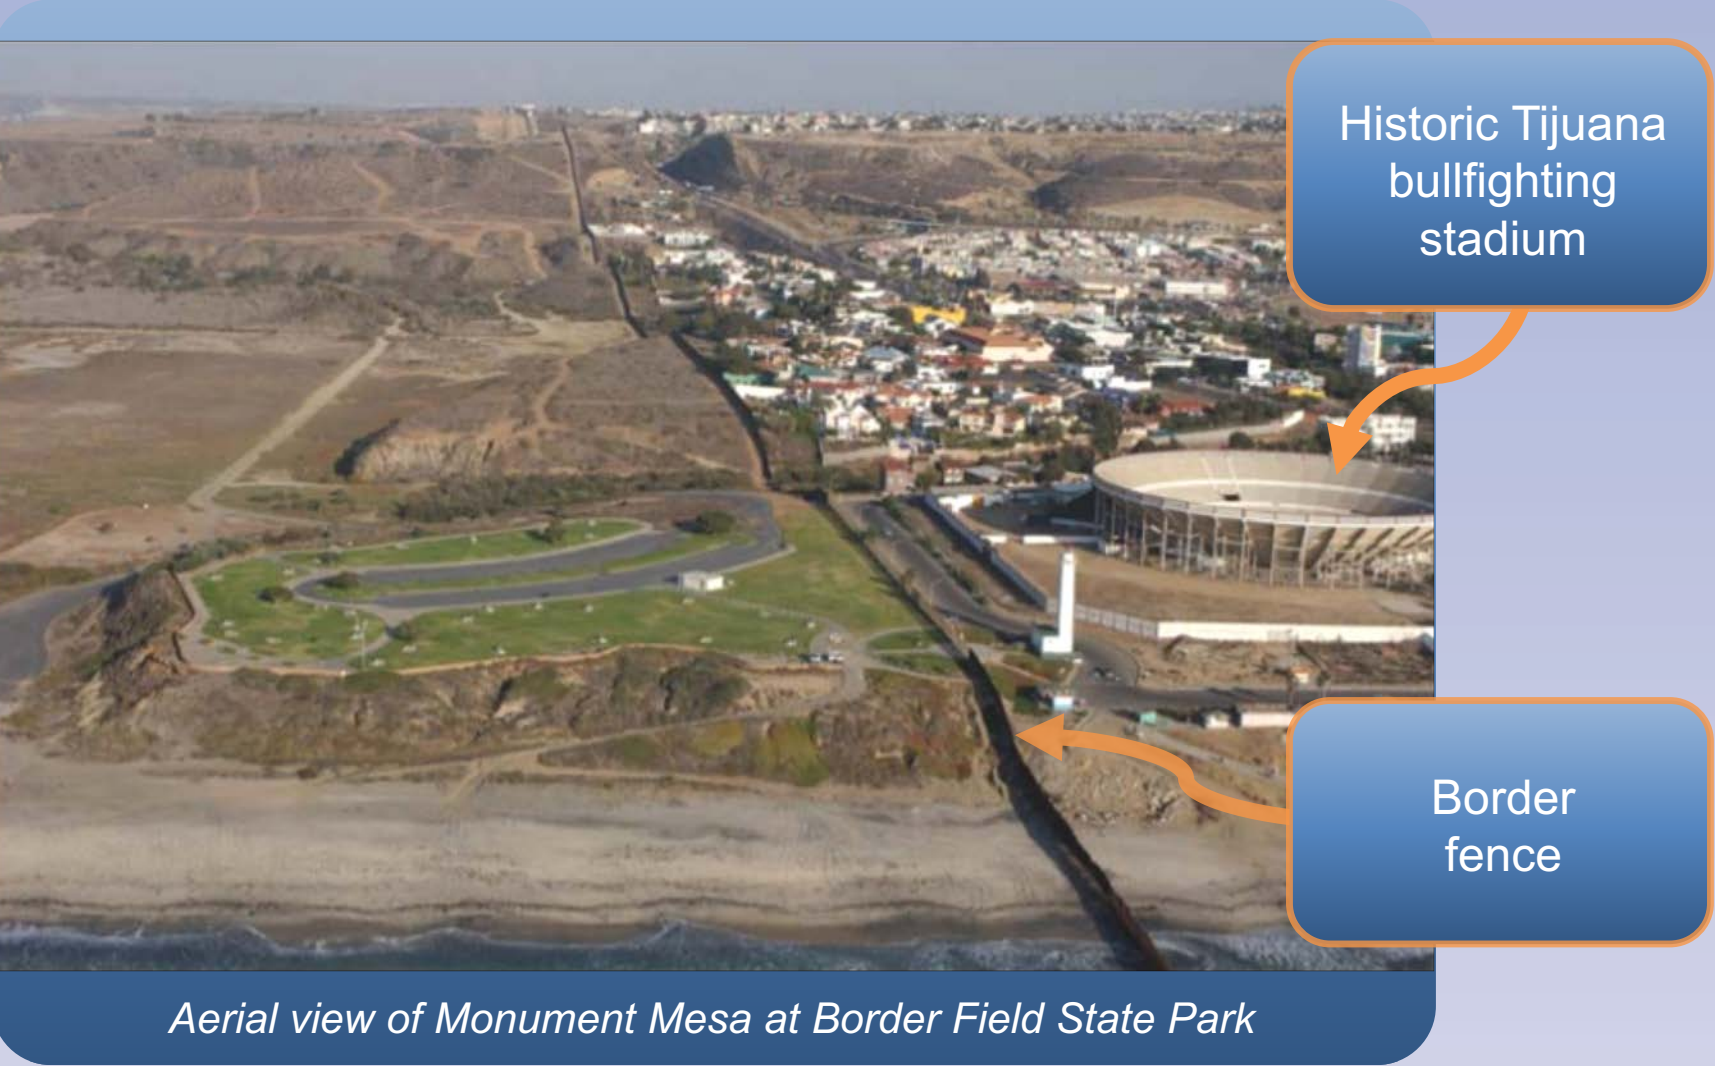 Historic Tijuana
bullfighting
stadium
Border
fence
Aerial view of Monument Mesa at Border Field State Park